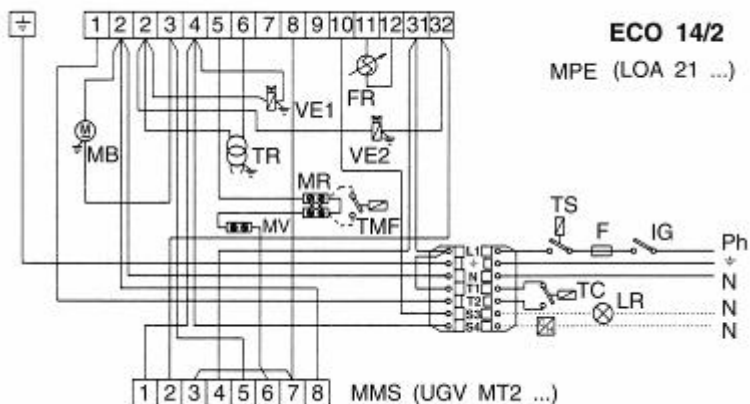 1 2 2 3 4 5 6 7 8 9 10 11 12 31 32
ECO 14/2
MPE (LOA 21 ...)
FR
VE1
M
MB
TR
VE2
MR
TS
F
IG
TMF
MV
Ph
L1
N
N
T1
TC
T2
LR
N
S3
S4
N
1 2 3 4 5 6 7 8
MMS (UGV MT2 ...)